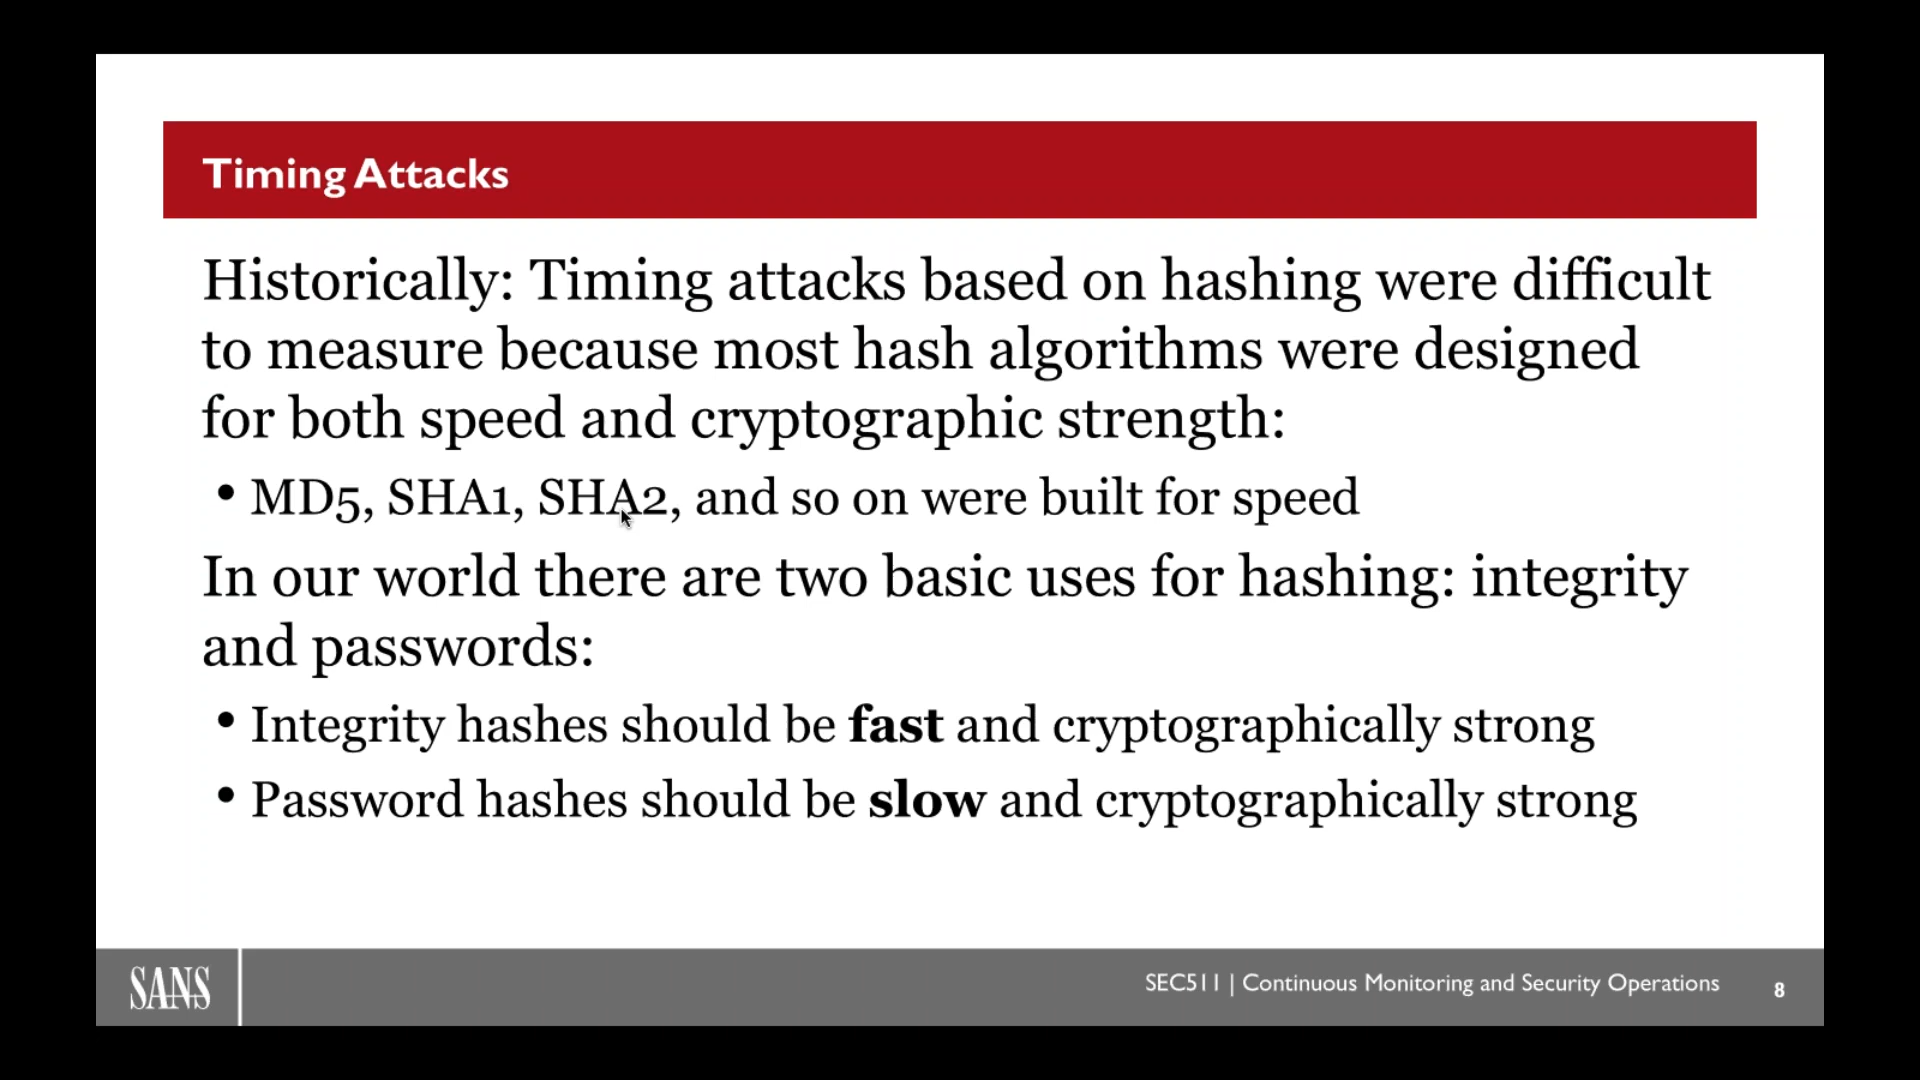 Timing Attacks
Historically: Timing attacks based on hashing were difficult
to measure because most hash algorithms were designed
for both speed and cryptographic strength:
• MD5, SHA1, SHA2, and so on were built for speed
In our world there are two basic uses for hashing: integrity
and passwords:
• Integrity hashes should be fast and cryptographically strong
• Password hashes should be slow and cryptographically strong
SANS
SEC511 | Continuous Monitoring and Security Operations
8